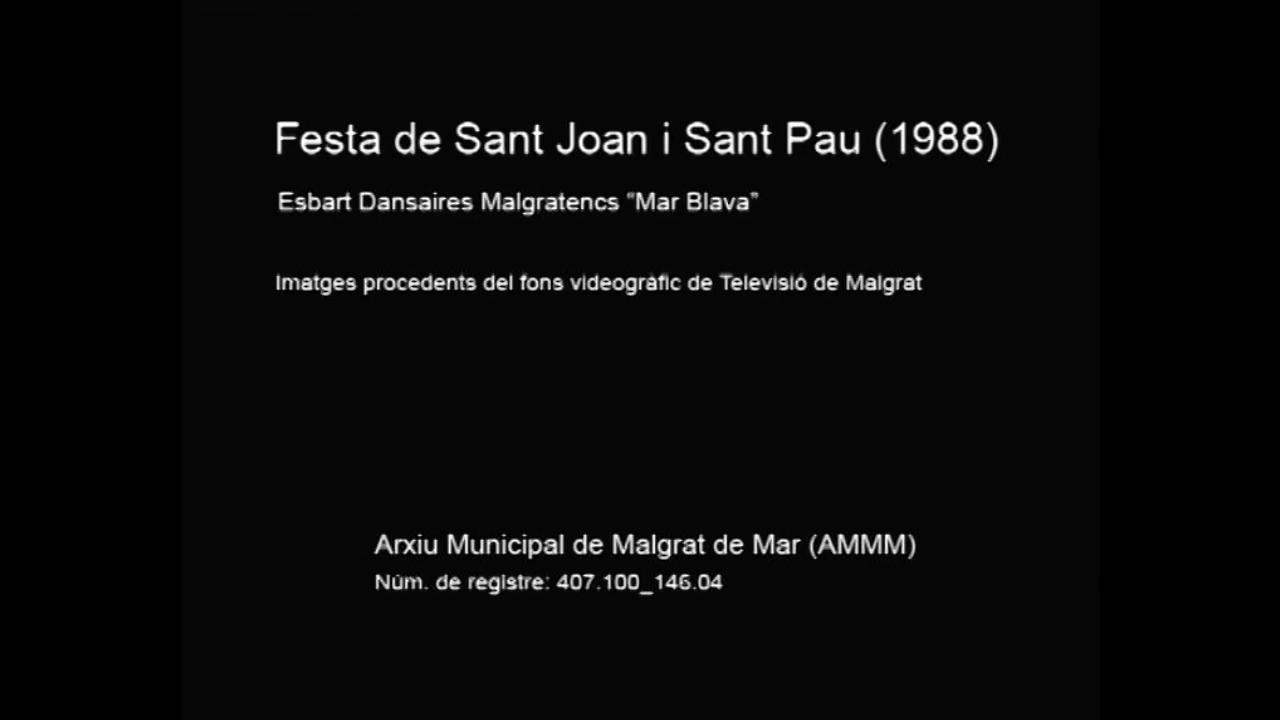 Festa de Sant Joan i Sant Pau (1988)
Esbart Dansaires Malgratencs “Mar Blava”
Imatges procedents del fons videogràfic de Televisió de Malgrat
Arxiu Municipal de Malgrat de Mar (AMMM)
Núm. de registre: 407.100_146.04